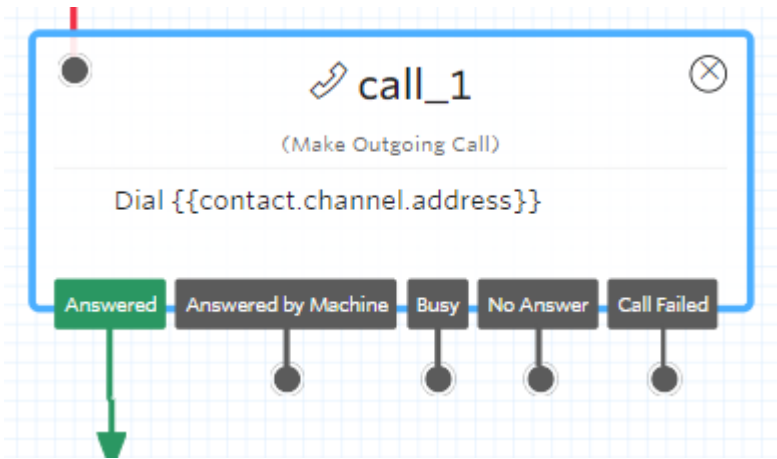 call_1
(Make Outgoing Call)
Dial {{contact.channel.address}}
Answered Answered by Machine Busy No Answer Call Failed